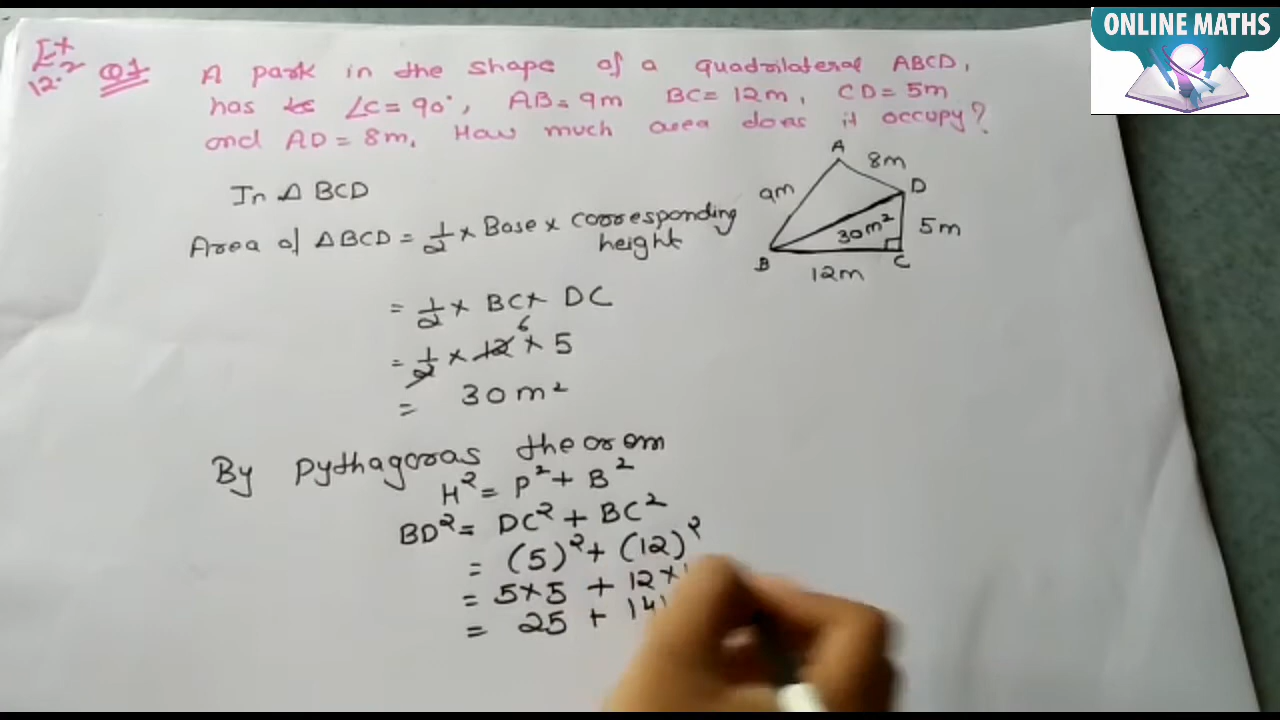 ONLINE MATHS
Ex
12.2
Q1
A park in the shape of a quadrilateral ABCD,
has ∠C = 90°, AB = 9m BC = 12m, CD = 5m
and AD = 8m. How much area does it occupy?
In Δ BCD
Area of Δ BCD = 1/2 × Base × corresponding
height
= 1/2 × BC × DC
6
= 1/2 × 12 × 5
= 30 m²
A
8m
9m
D
30m²
5m
B
C
12m
By Pythagoras theorem
H² = P² + B²
BD² = DC² + BC²
= (5)² + (12)²
= 5×5 + 12×
= 25 + 14